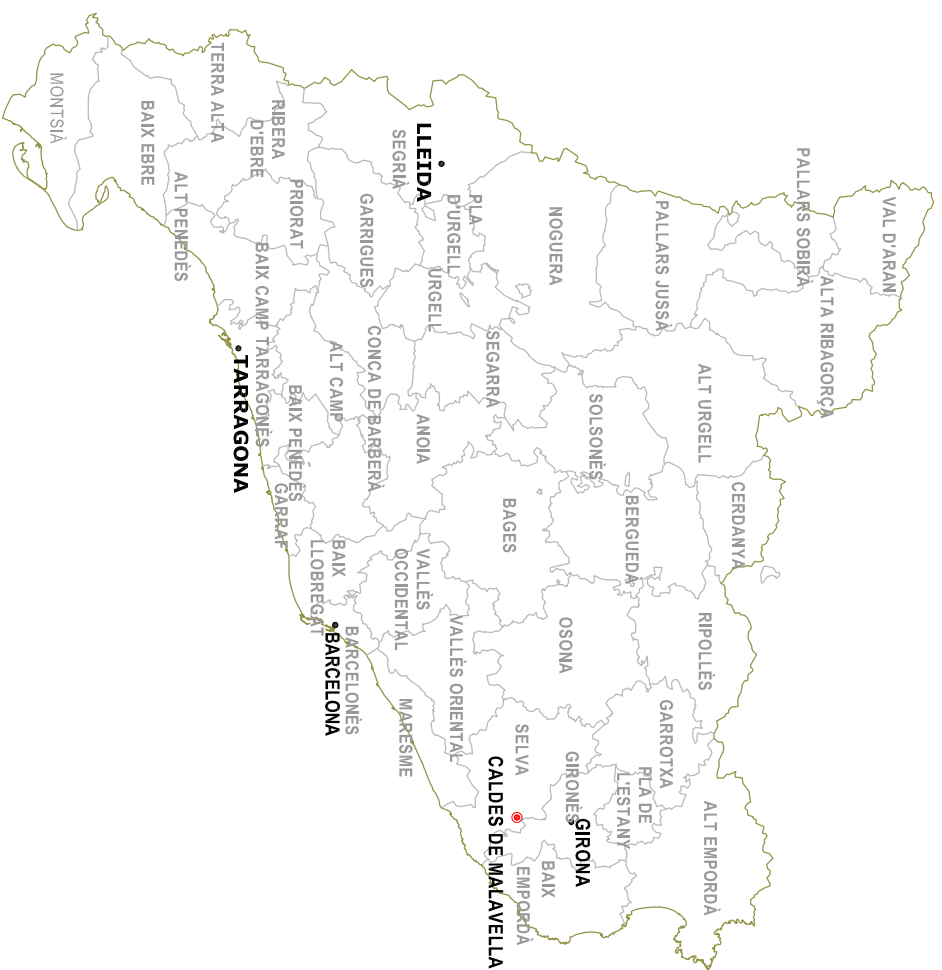 VAL D'ARAN
PALLARS SOBIRÀ
ALTA RIBAGORÇA
PALLARS JUSSÀ
ALT URGELL
CERDANYA
RIPOLLÈS
GARROTXA
ALT EMPORDÀ
PLA DE
L'ESTANY
NOGUERA
SOLSONÈS
BERGUEDÀ
OSONA
GIRONÈS
GIRONA
BAIX
EMPORDÀ
SELVA
CALDES DE MALAVELLA
BAGES
SEGARRA
PLA
D'URGELL
URGELL
LLEIDA
SEGRIÀ
GARRIGUES
CONCA DE BARBERÀ
ANOIA
VALLÈS
OCCIDENTAL
VALLÈS ORIENTAL
MARESME
BARCELONÈS
BARCELONA
BAIX
LLOBREGAT
ALT CAMP
PRIORAT
BAIX PENEDÈS
GARRAF
RIBERA
D'EBRE
BAIX CAMP
TARRAGONÈS
TARRAGONA
TERRA ALTA
ALT PENEDÈS
BAIX EBRE
MONTSIÀ